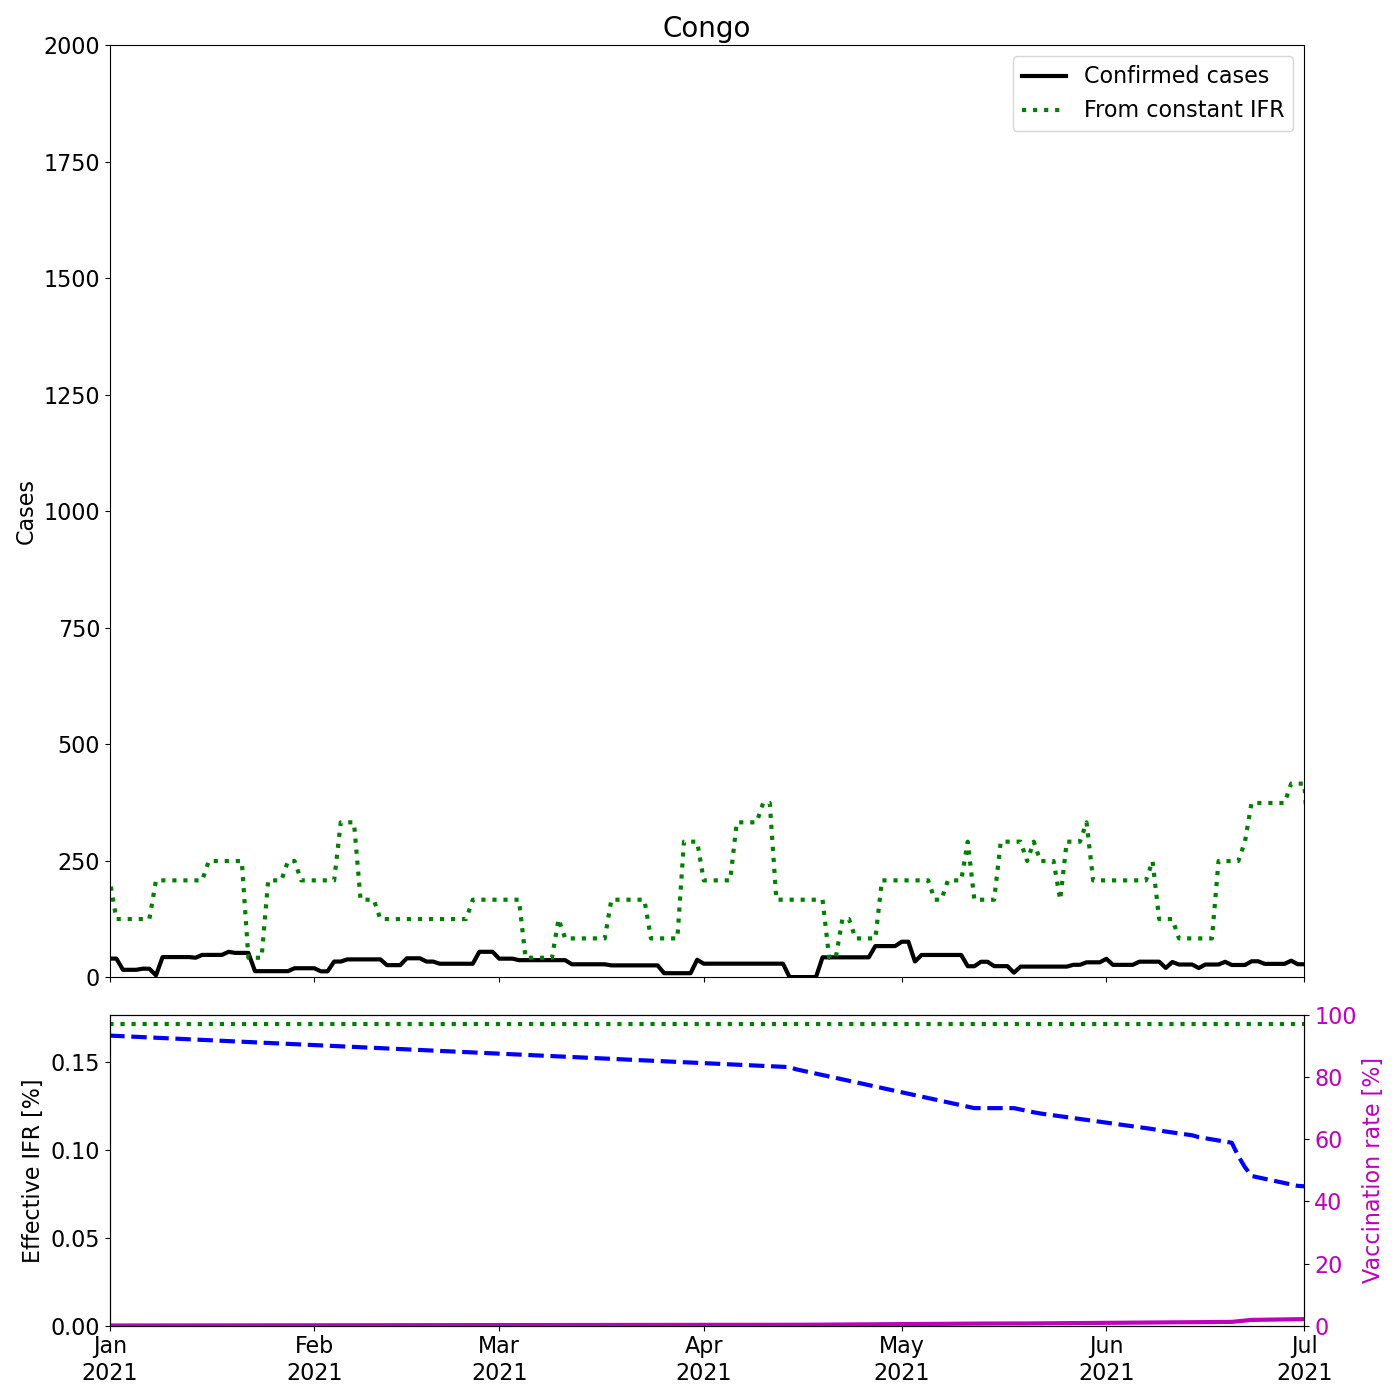 Congo
2000
1750
1500
1250
1000
750
500
250
0
Cases
Confirmed cases
From constant IFR
0.15
0.10
0.05
0.00
Effective IFR [%]
100
80
60
40
20
0
Vaccination rate [%]
Jan Feb Mar Apr May Jun Jul
2021 2021 2021 2021 2021 2021 2021